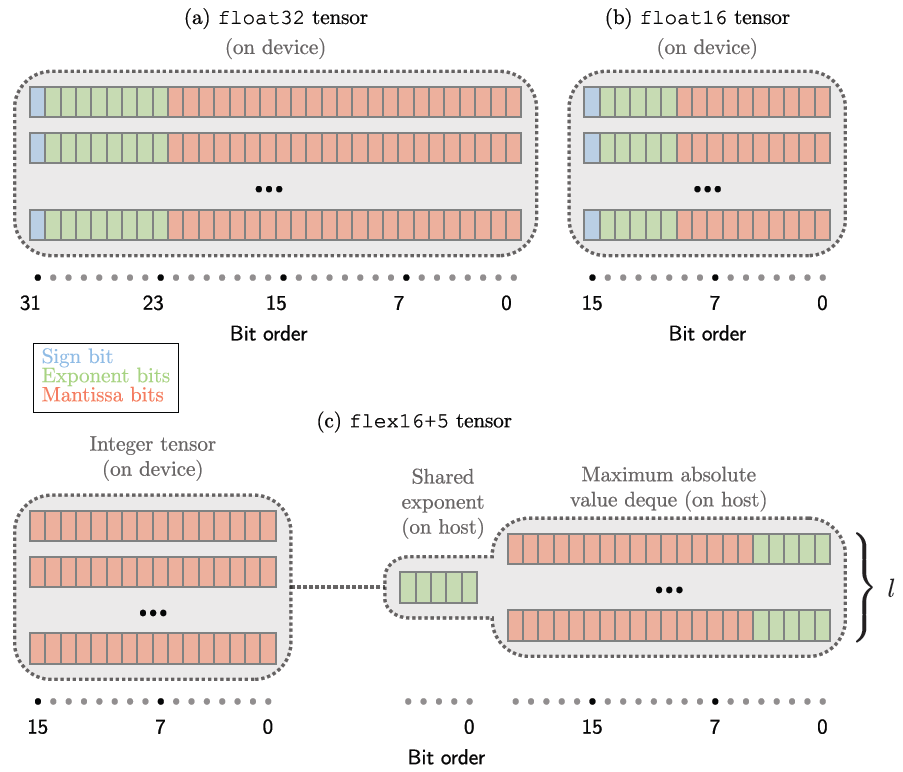 (a) float32 tensor
(on device)
(b) float16 tensor
(on device)
31 23 15 7 0
Bit order
15 7 0
Bit order
Sign bit
Exponent bits
Mantissa bits
(c) flex16+5 tensor
Integer tensor
(on device)
Shared
exponent
(on host)
Maximum absolute
value deque (on host)
l
15 7 0
0
15 7 0
Bit order